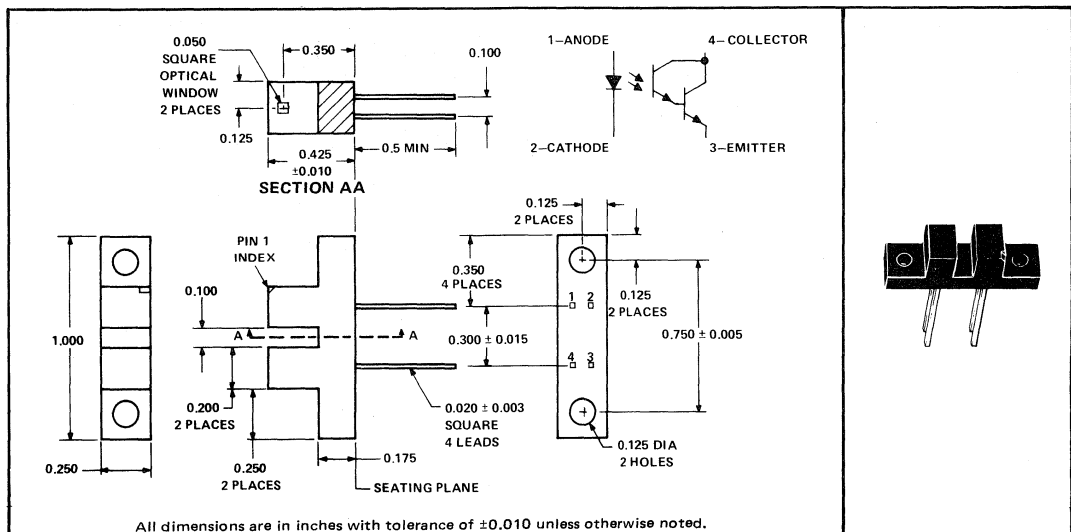 0.050
SQUARE
OPTICAL
WINDOW
2 PLACES
0.125
0.350
0.100
0.425
±0.010
0.5 MIN
SECTION AA
1–ANODE
4–COLLECTOR
2–CATHODE
3–EMITTER
1.000
0.250
PIN 1
INDEX
0.100
A
A
0.200
2 PLACES
0.250
2 PLACES
0.175
SEATING PLANE
0.350
4 PLACES
0.300 ± 0.015
0.020 ± 0.003
SQUARE
4 LEADS
0.125
2 PLACES
0.125
2 PLACES
1 2
4 3
0.750 ± 0.005
0.125 DIA
2 HOLES
All dimensions are in inches with tolerance of ±0.010 unless otherwise noted.